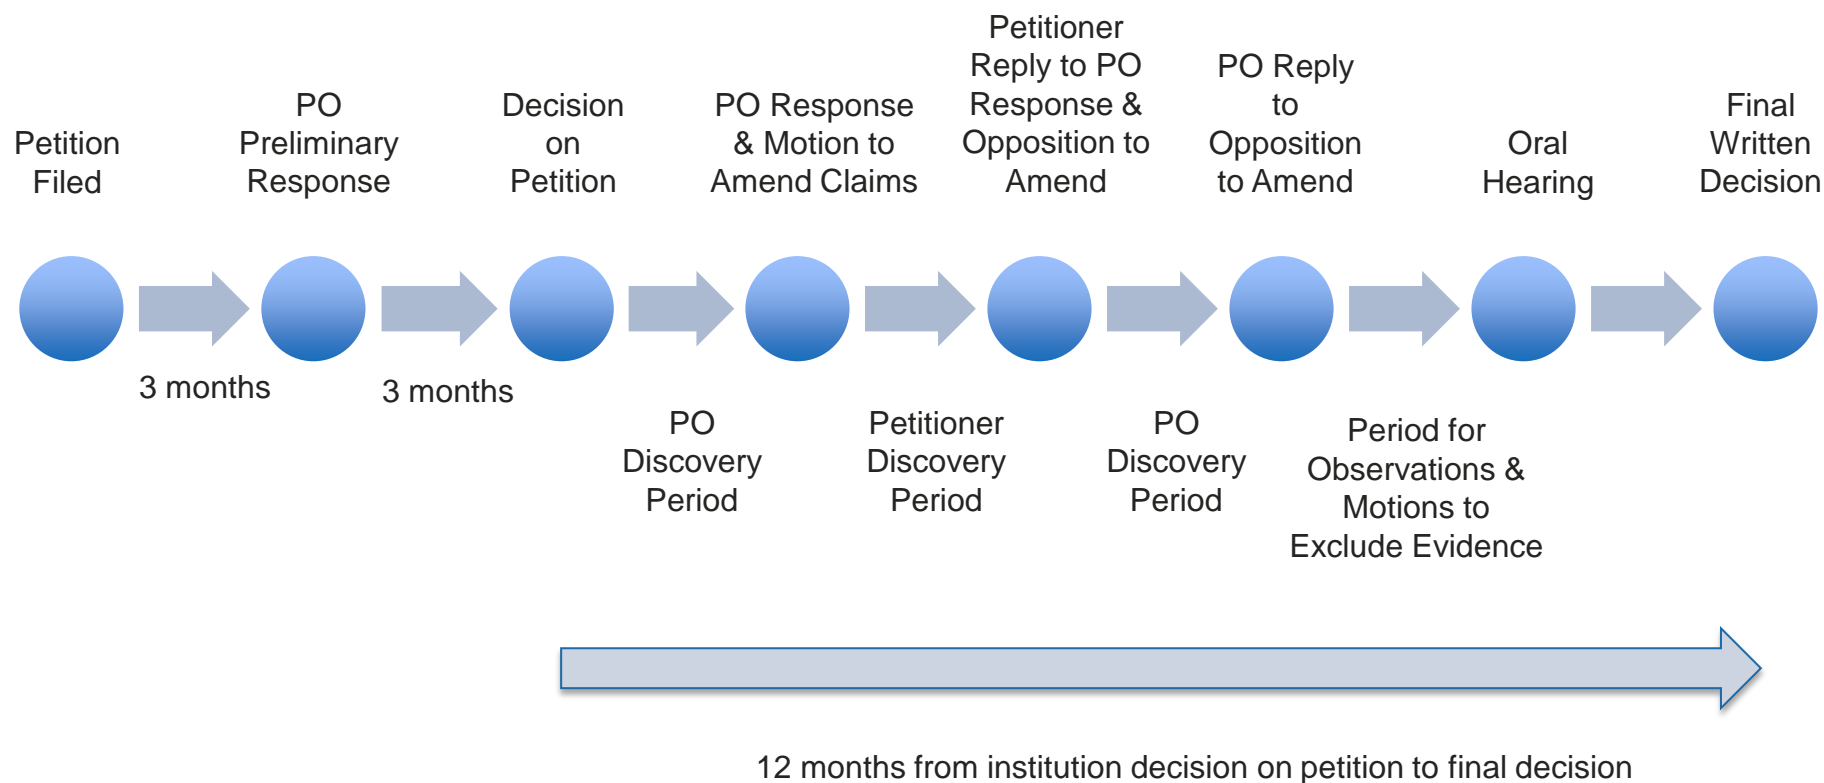 Petition
Filed
PO
Preliminary
Response
Decision
on
Petition
PO Response
& Motion to
Amend Claims
Petitioner
Reply to PO
Response &
Opposition to
Amend
PO Reply
to
Opposition
to Amend
Oral
Hearing
Final
Written
Decision
3 months
3 months
PO
Discovery
Period
Petitioner
Discovery
Period
PO
Discovery
Period
Period for
Observations &
Motions to
Exclude Evidence
12 months from institution decision on petition to final decision